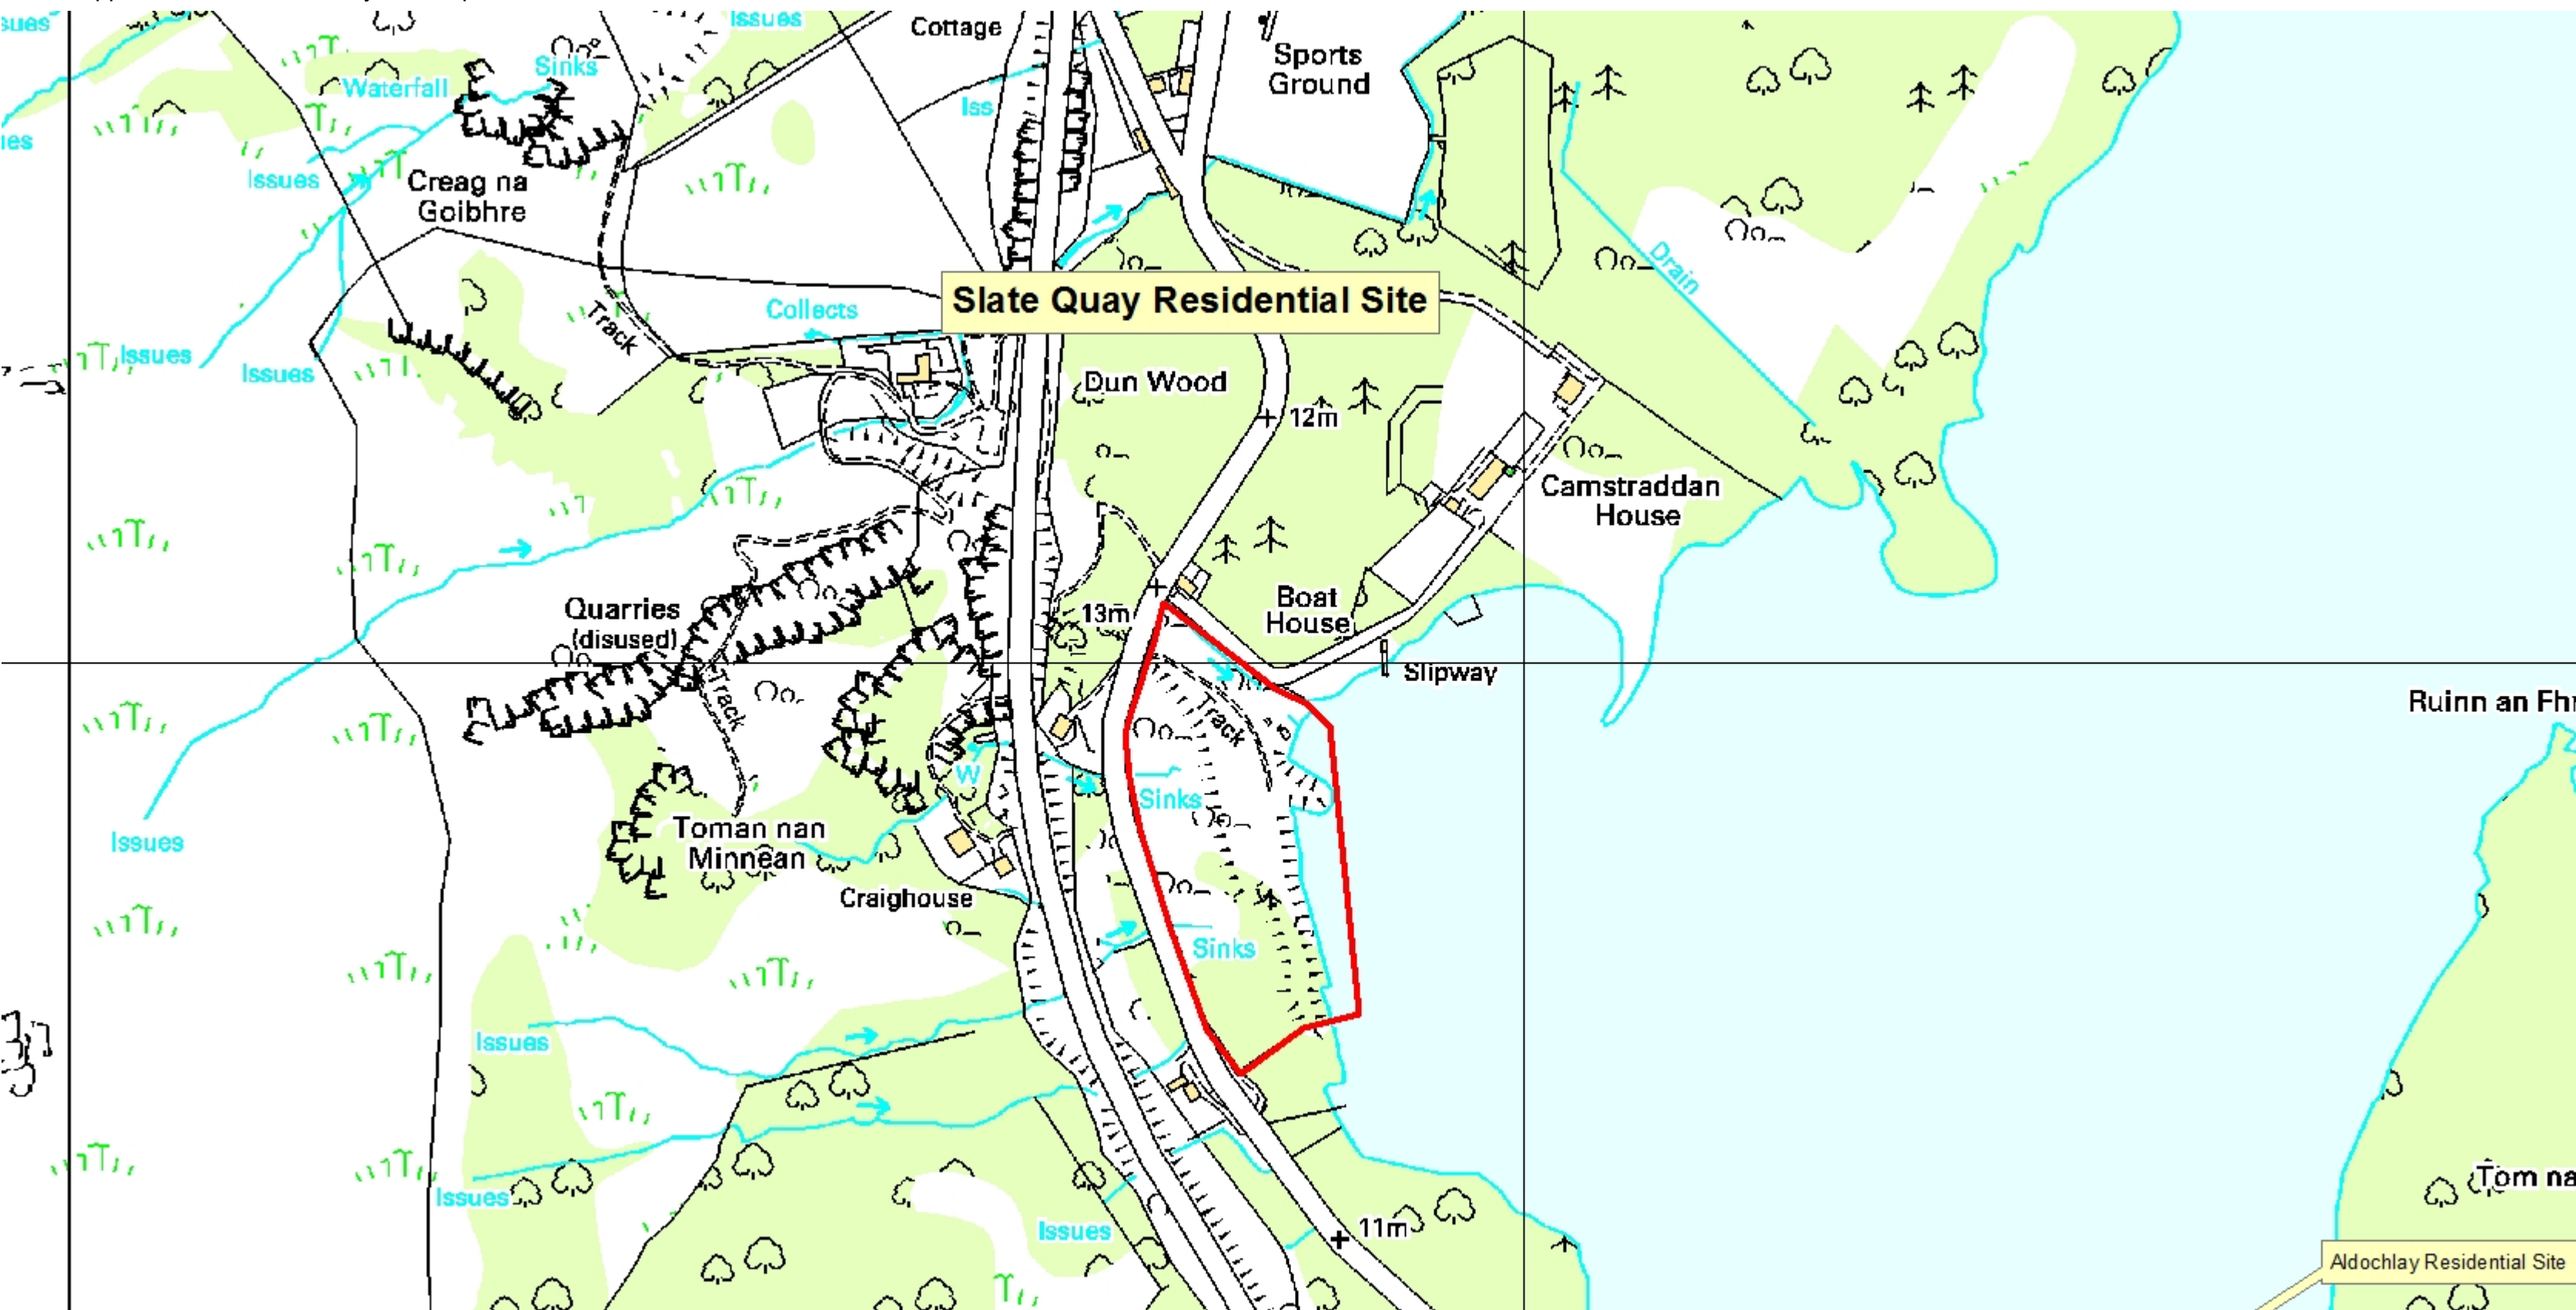 Issues
Cottage
Sports
Ground
Waterfall
Sinks
Iss
Issues
Creag na
Goibhre
Drain
Slate Quay Residential Site
Track
Collects
Issues
Issues
Dun Wood
12m
Camstraddan
House
Quarries
(disused)
13m
Boat
House
Slipway
Track
Track
Ruinn an
W
Sinks
Toman nan
Minnean
Craighouse
Issues
Sinks
Issues
Tom na
Issues
Issues
11m
Aldochlay Residential Site